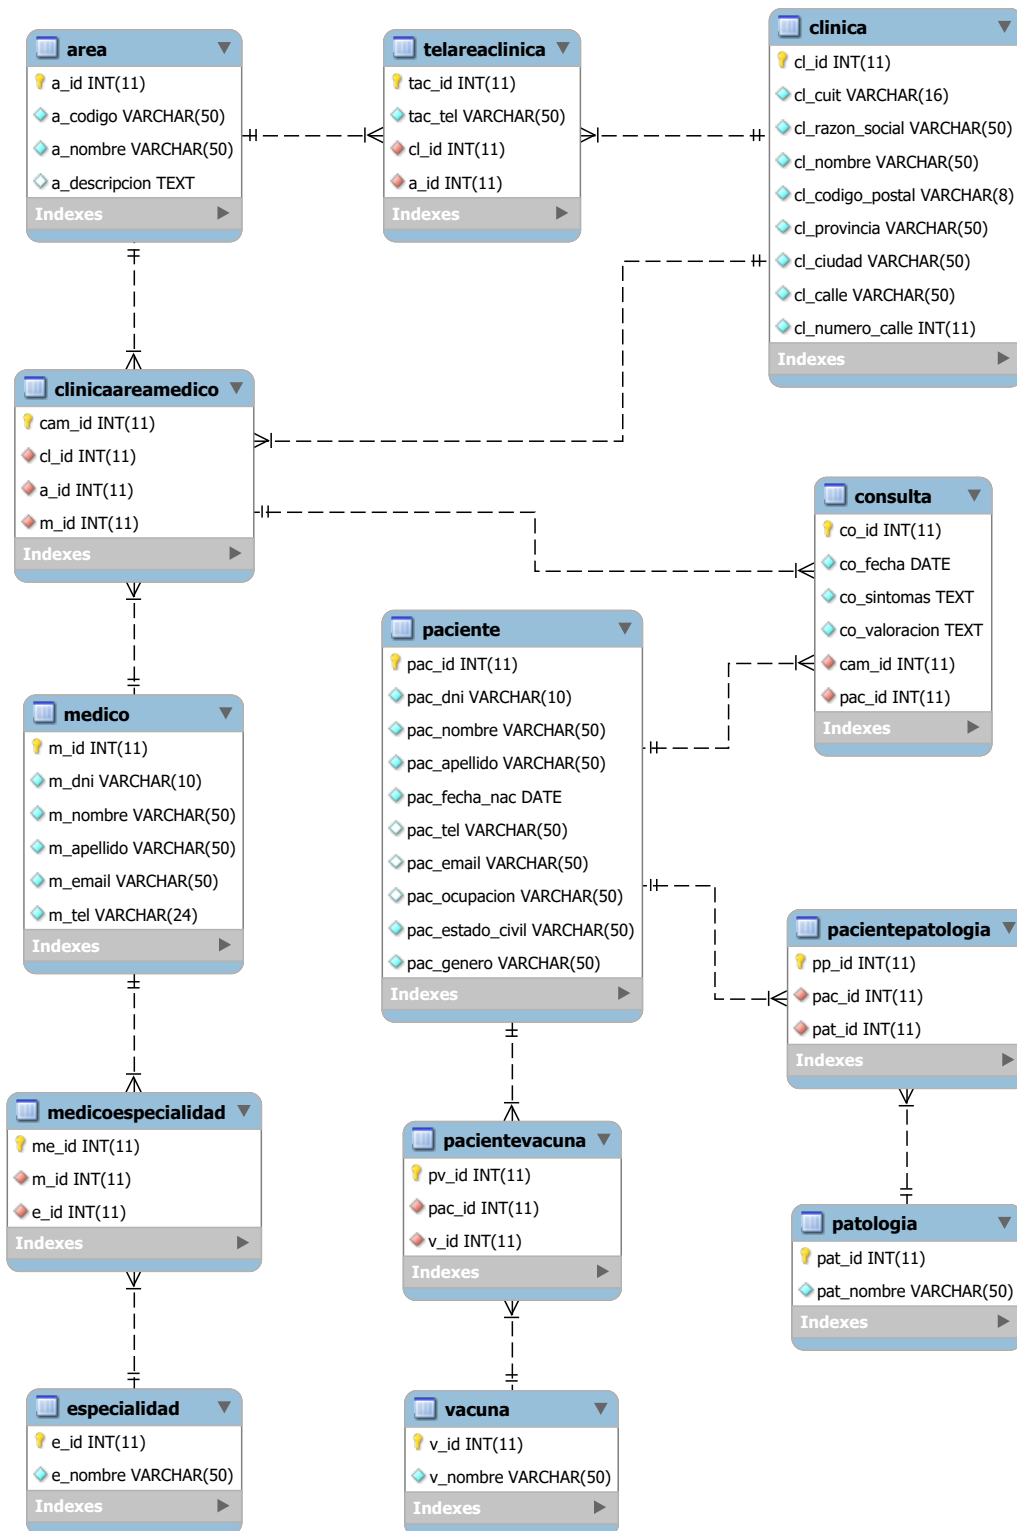 area
a_id INT(11)
a_codigo VARCHAR(50)
a_nombre VARCHAR(50)
a_descripcion TEXT
Indexes
telareaclinica
tac_id INT(11)
tac_tel VARCHAR(50)
cl_id INT(11)
a_id INT(11)
Indexes
clinica
cl_id INT(11)
cl_cuit VARCHAR(16)
cl_razon_social VARCHAR(50)
cl_nombre VARCHAR(50)
cl_codigo_postal VARCHAR(8)
cl_provincia VARCHAR(50)
cl_ciudad VARCHAR(50)
cl_calle VARCHAR(50)
cl_numero_calle INT(11)
Indexes
clinicaareamedico
cam_id INT(11)
cl_id INT(11)
a_id INT(11)
m_id INT(11)
Indexes
consulta
co_id INT(11)
co_fecha DATE
co_sintomas TEXT
co_valoracion TEXT
cam_id INT(11)
pac_id INT(11)
Indexes
paciente
pac_id INT(11)
pac_dni VARCHAR(10)
pac_nombre VARCHAR(50)
pac_apellido VARCHAR(50)
pac_fecha_nac DATE
pac_tel VARCHAR(50)
pac_email VARCHAR(50)
pac_ocupacion VARCHAR(50)
pac_estado_civil VARCHAR(50)
pac_genero VARCHAR(50)
Indexes
medico
m_id INT(11)
m_dni VARCHAR(10)
m_nombre VARCHAR(50)
m_apellido VARCHAR(50)
m_email VARCHAR(50)
m_tel VARCHAR(24)
Indexes
pacientepatologia
pp_id INT(11)
pac_id INT(11)
pat_id INT(11)
Indexes
medicoespecialidad
me_id INT(11)
m_id INT(11)
e_id INT(11)
Indexes
pacientevacuna
pv_id INT(11)
pac_id INT(11)
v_id INT(11)
Indexes
patologia
pat_id INT(11)
pat_nombre VARCHAR(50)
Indexes
especialidad
e_id INT(11)
e_nombre VARCHAR(50)
Indexes
vacuna
v_id INT(11)
v_nombre VARCHAR(50)
Indexes